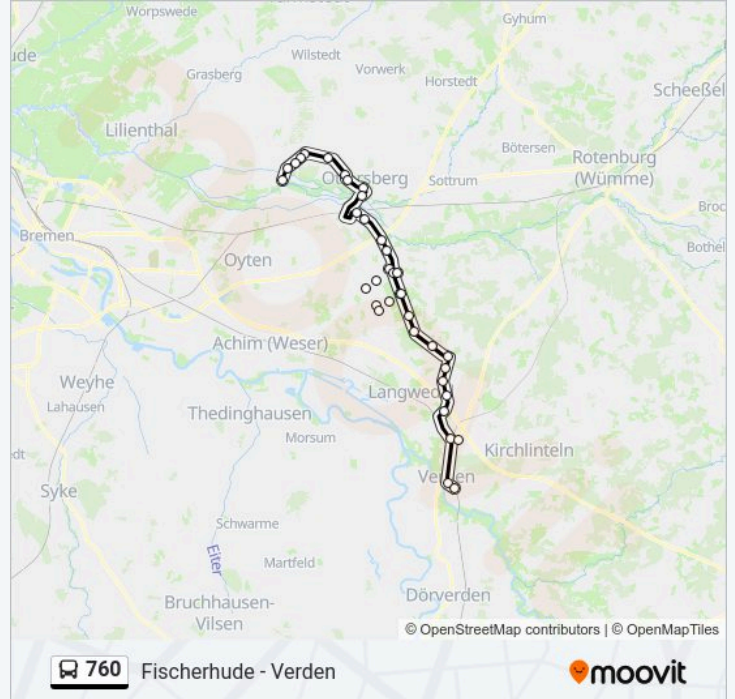 Worpswede
Gyhum
ude
Wilstedt
Vorwerk
Grasberg
Horstedt
Scheeßel
Lilienthal
Bötersen
Rotenburg
(Wümme)
Ottersberg
Sottrum
Broc
Bremen
Bothel
Oyten
Achim (Weser)
Weyhe
Langwed
Lahausen
Thedinghausen
Morsum
Kirchlinteln
dt
Verden
Syke
Schwarme
Eiter
Martfeld
Dörverden
Bruchhausen-
Vilsen
© OpenStreetMap contributors | © OpenMapTiles
760 Fischerhude - Verden
moovit